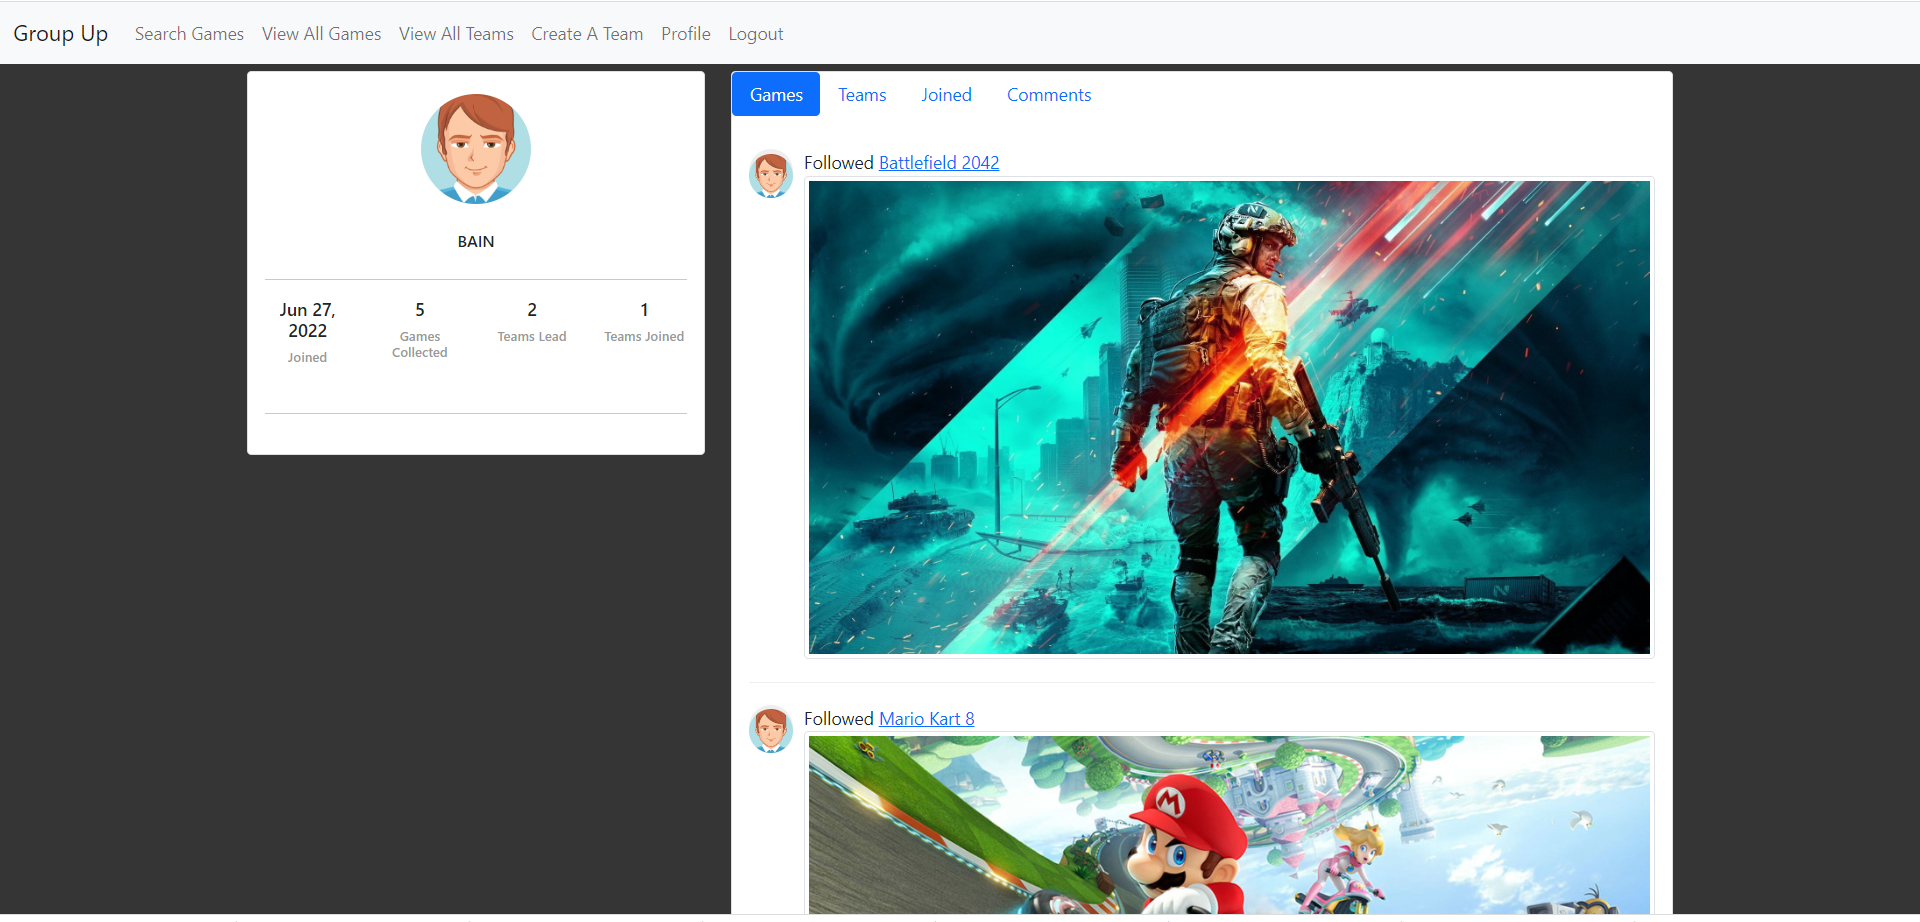 Group Up
Search Games
View All Games
View All Teams
Create A Team
Profile
Logout
BAIN
Jun 27,
2022
Joined
5
Games
Collected
2
Teams Lead
1
Teams Joined
Games
Teams
Joined
Comments
Followed Battlefield 2042
Followed Mario Kart 8
M